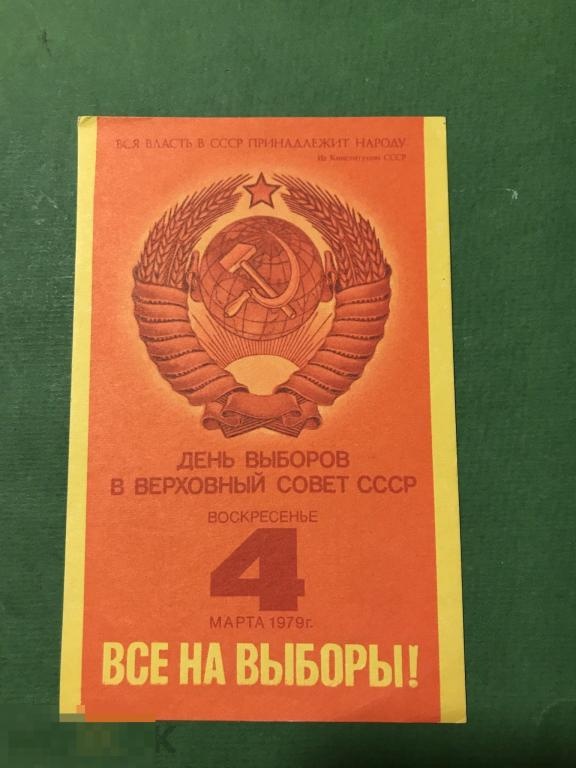 ВСЯ ВЛАСТЬ В СССР ПРИНАДЛЕЖИТ НАРОДУ
Из Конституции СССР
ДЕНЬ ВЫБОРОВ
В ВЕРХОВНЫЙ СОВЕТ СССР
ВОСКРЕСЕНЬЕ
4
МАРТА 1979г.
ВСЕ НА ВЫБОРЫ!